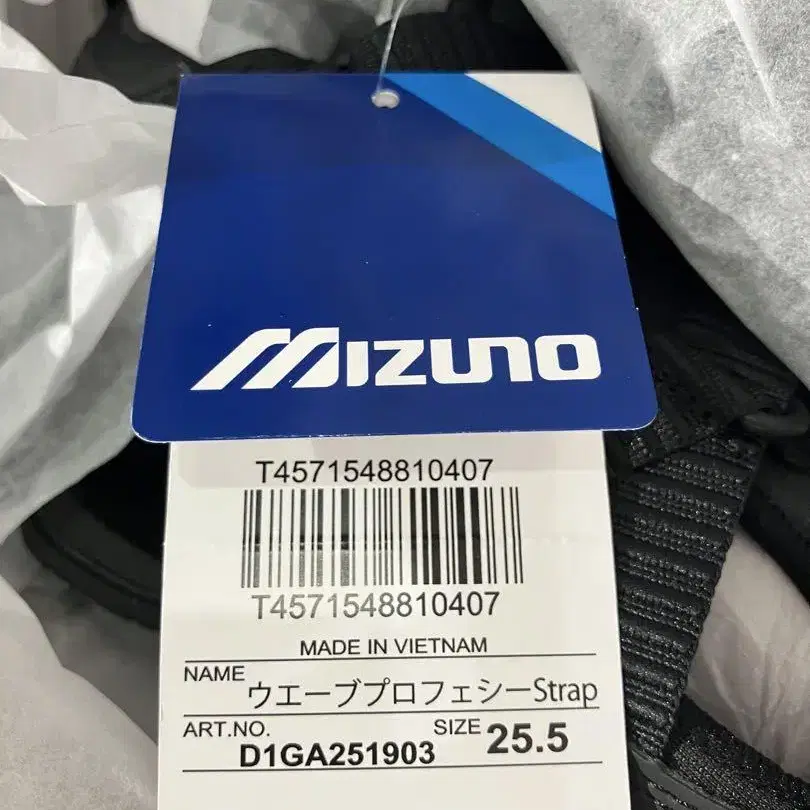 MIZUNO
T4571548810407
T4571548810407
MADE IN VIETNAM
NAME ウエーブプロフェシーStrap
ART.NO. SIZE 25.5
D1GA251903